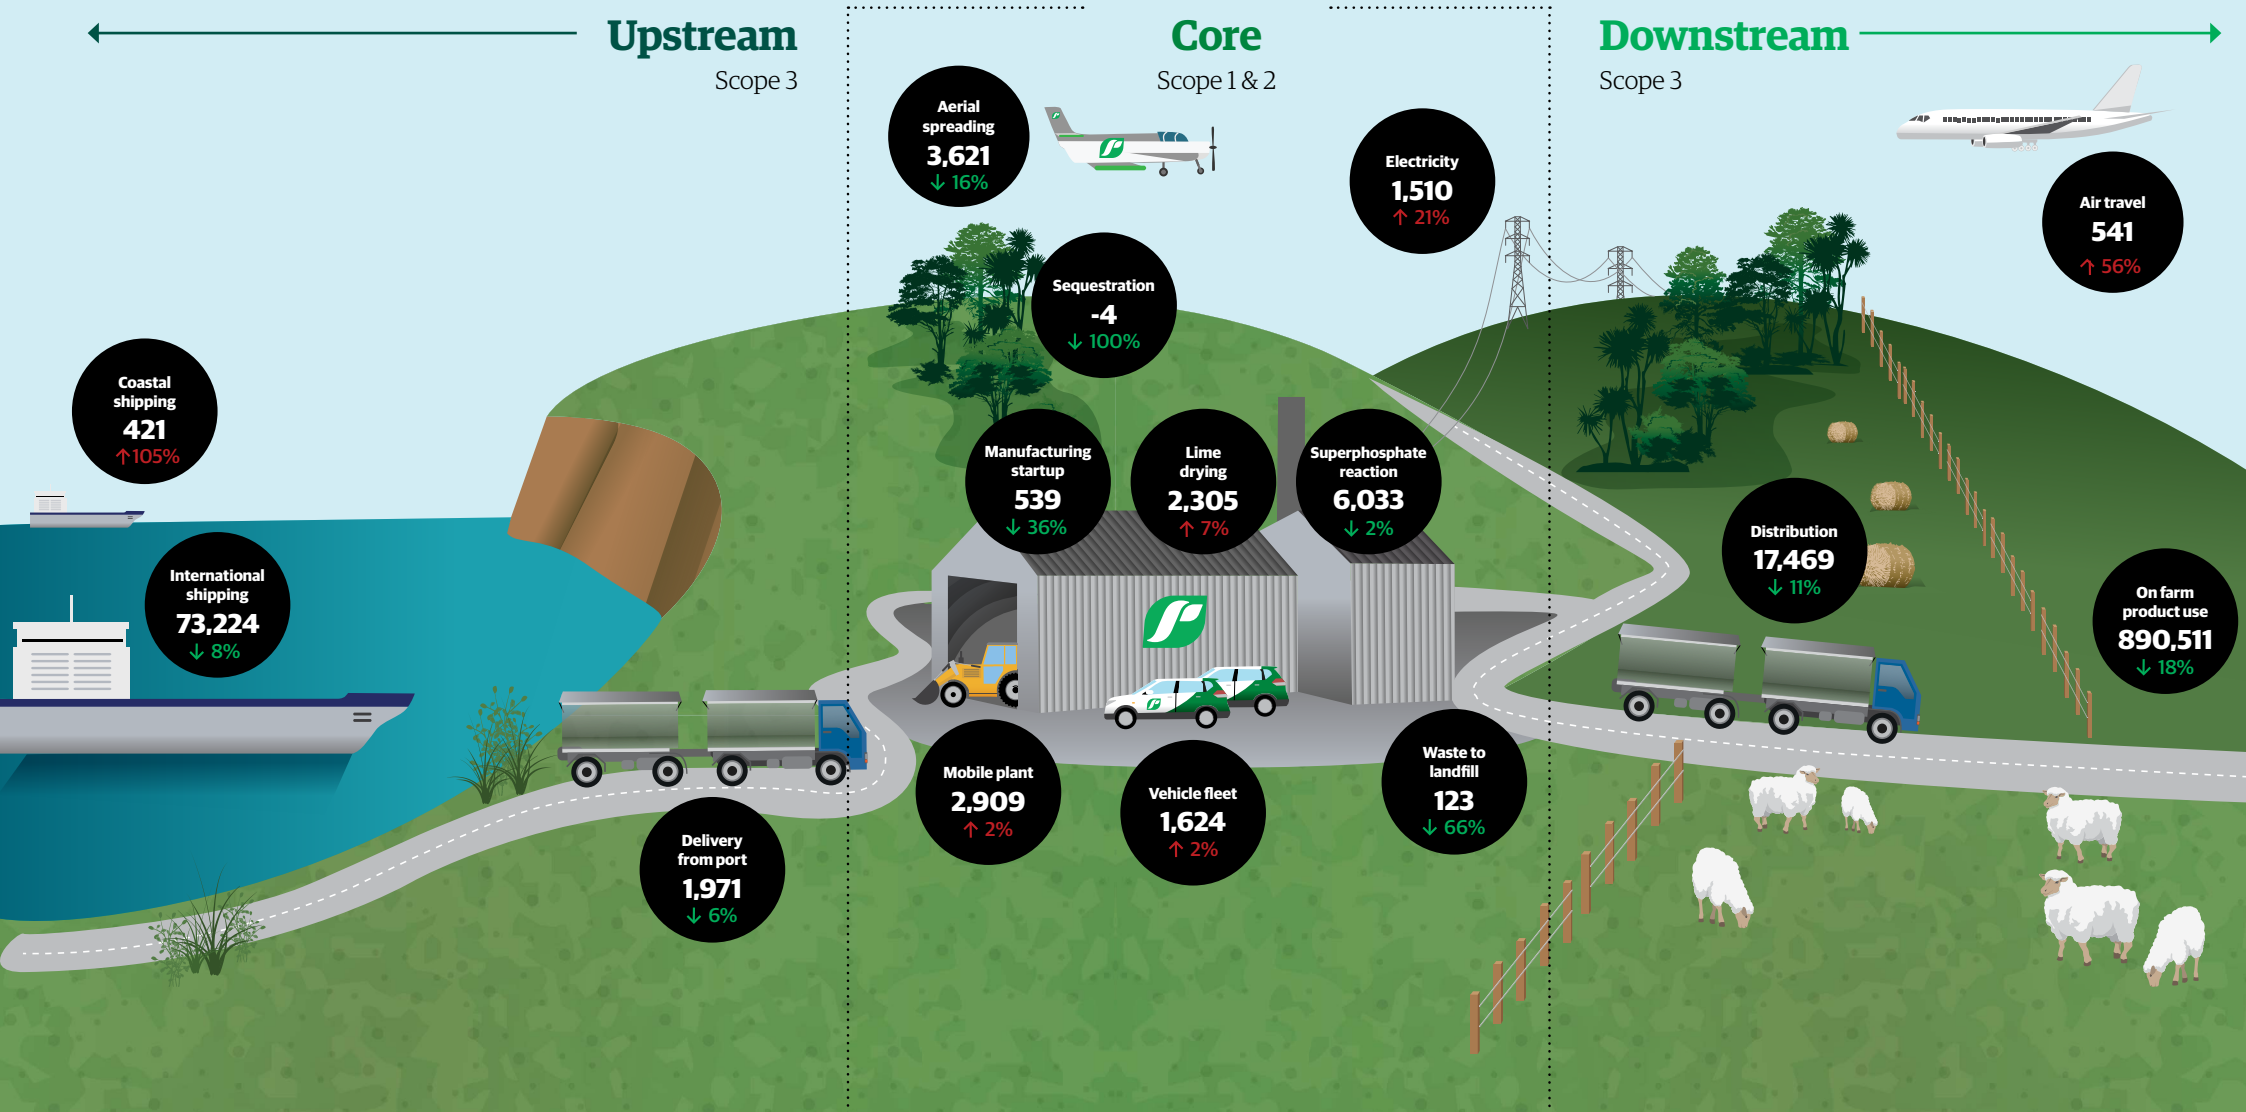 Upstream
Scope 3
Core
Scope 1 & 2
Downstream
Scope 3
Coastal
shipping
421
↑105%
International
shipping
73,224
↓ 8%
Delivery
from port
1,971
↓ 6%
Aerial
spreading
3,621
↓ 16%
Electricity
1,510
↑ 21%
Sequestration
-4
↓ 100%
Manufacturing
startup
539
↓ 36%
Lime
drying
2,305
↑ 7%
Superphosphate
reaction
6,033
↓ 2%
Mobile plant
2,909
↑ 2%
Vehicle fleet
1,624
↑ 2%
Waste to
landfill
123
↓ 66%
Air travel
541
↑ 56%
Distribution
17,469
↓ 11%
On farm
product use
890,511
↓ 18%